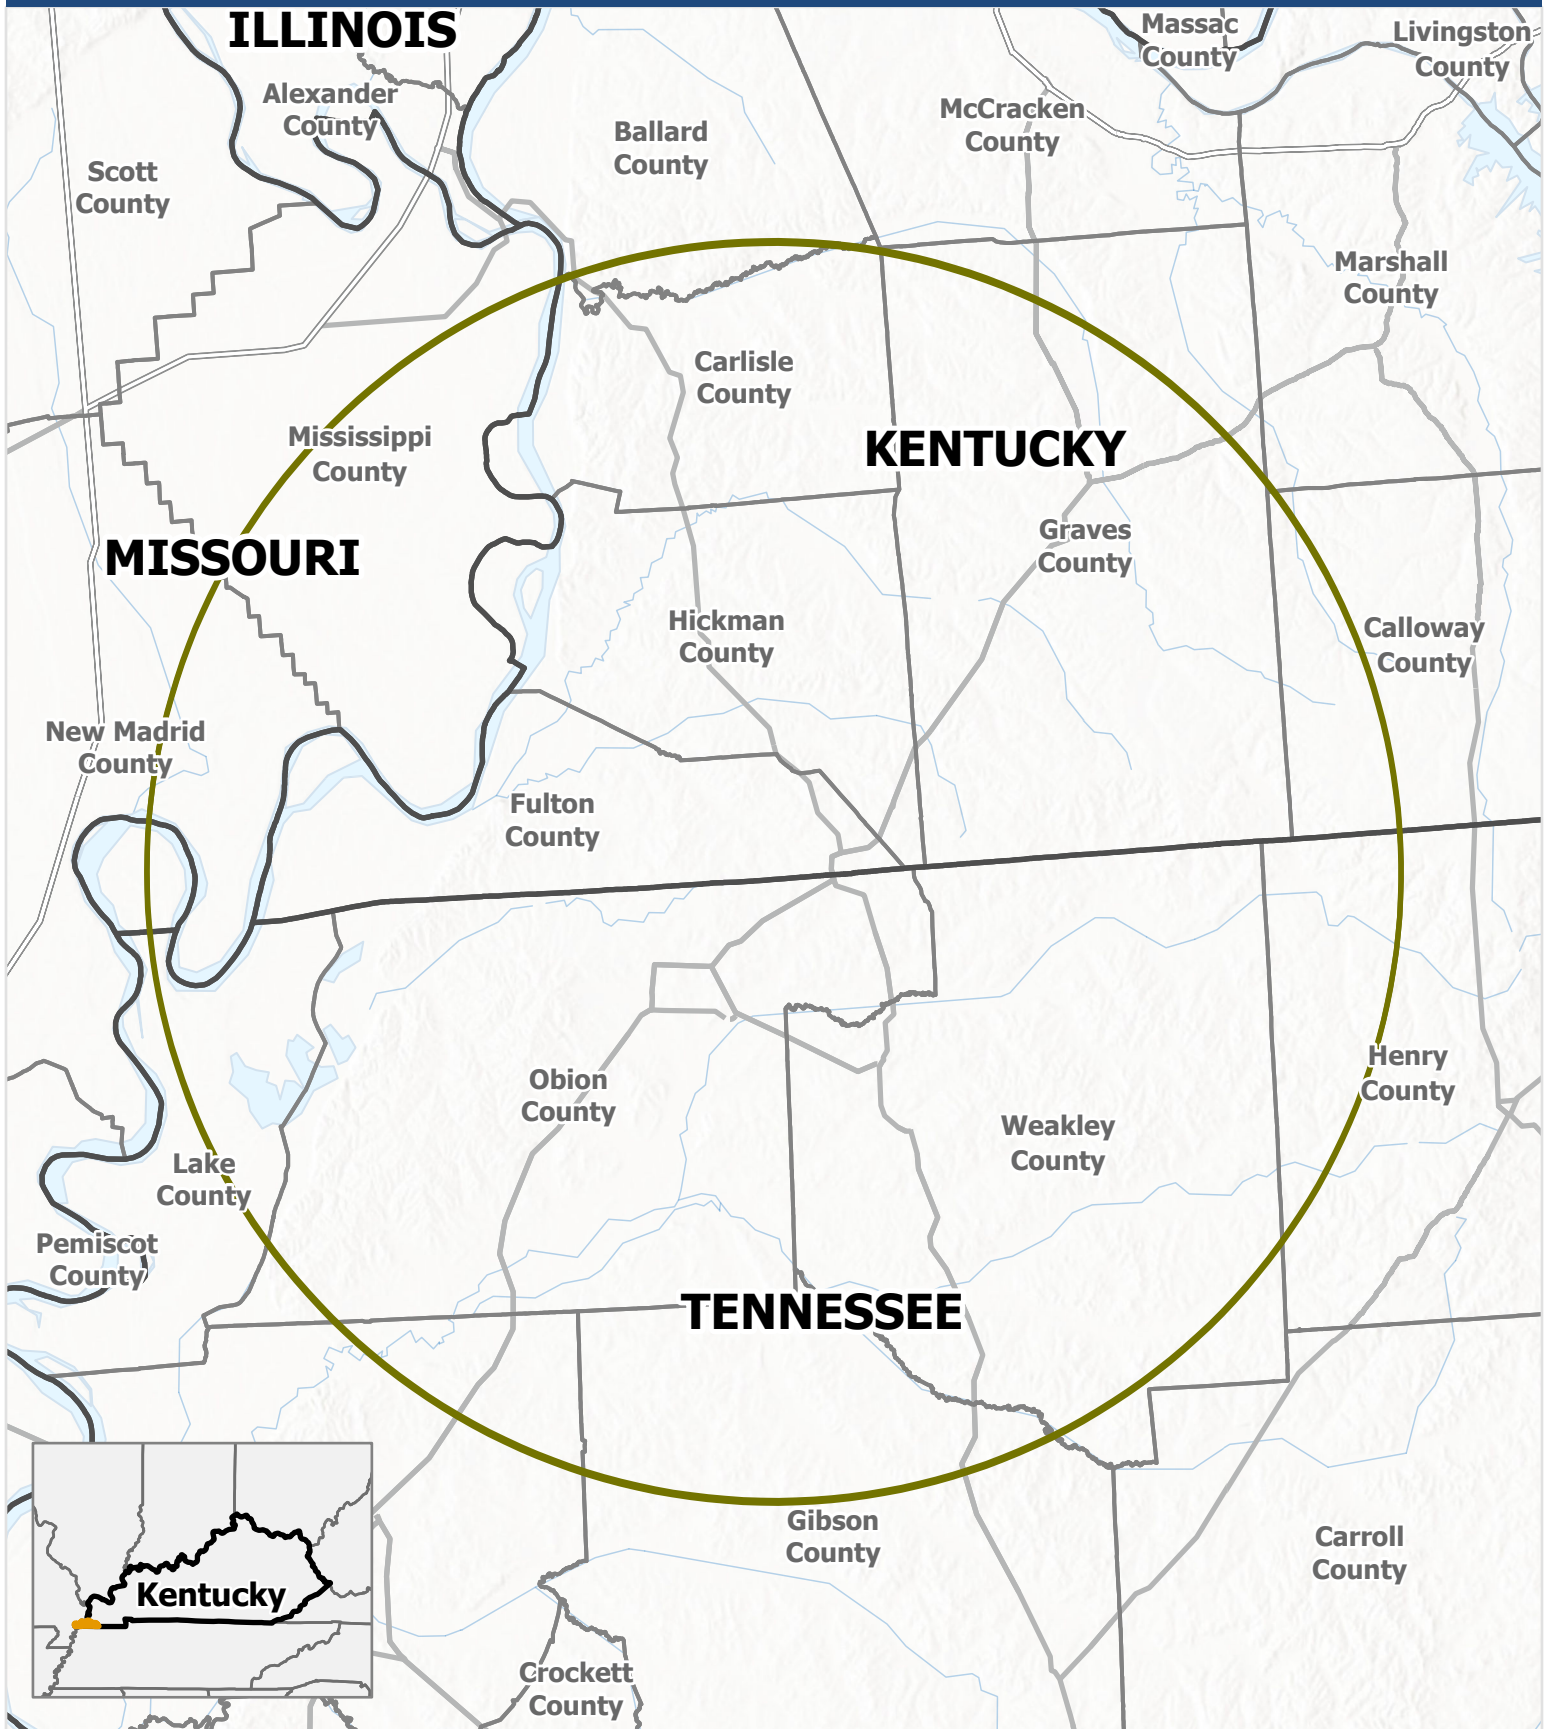 ILLINOIS
Massac
County
Livingston
County
Alexander
County
McCracken
County
Ballard
County
Scott
County
Marshall
County
Carlisle
County
Mississippi
County
KENTUCKY
Graves
County
MISSOURI
Hickman
County
Calloway
County
New Madrid
County
Fulton
County
Henry
County
Obion
County
Weakley
County
Lake
County
Pemiscot
County
TENNESSEE
Gibson
County
Carroll
County
Kentucky
Crockett
County